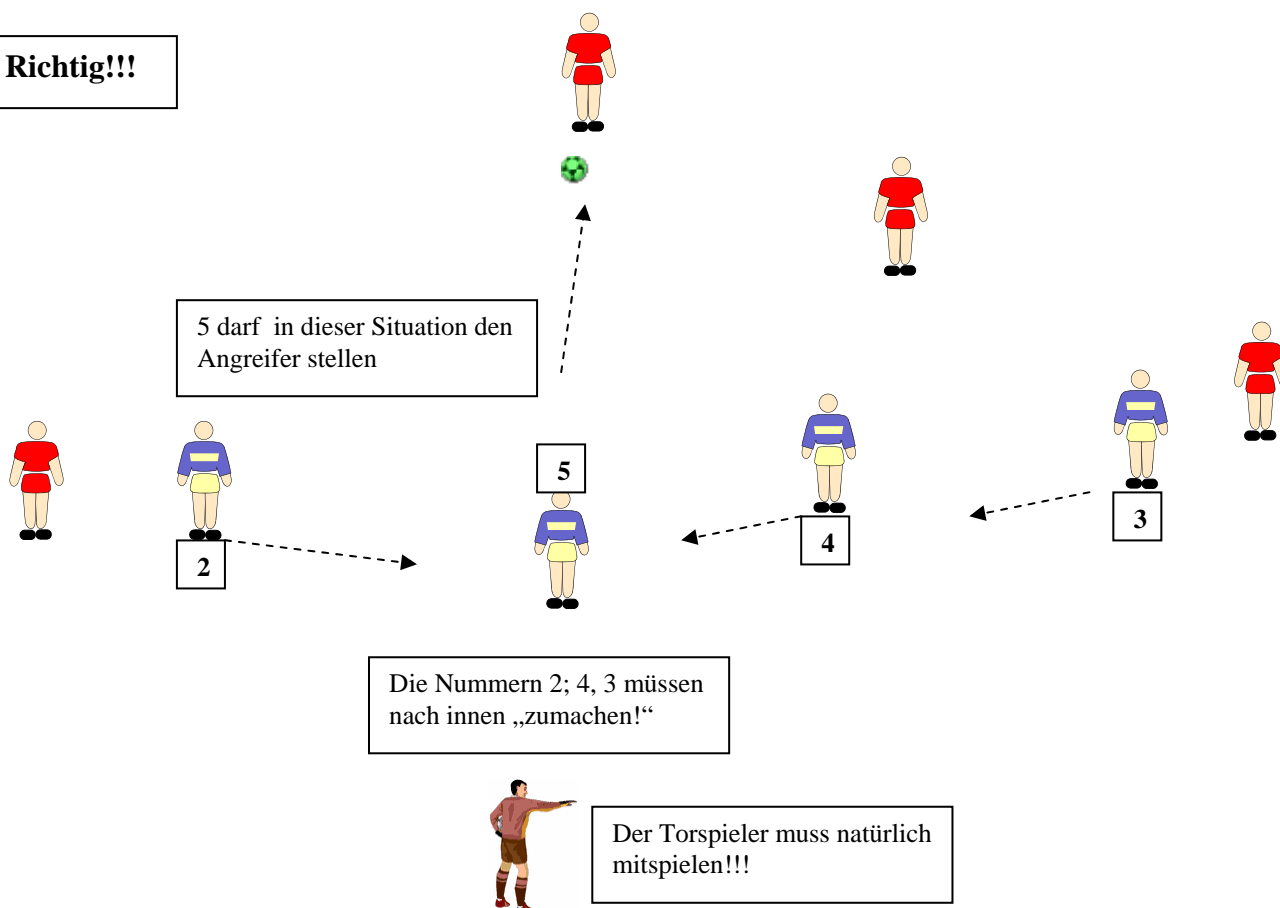 Richtig!!!
5 darf  in dieser Situation den
Angreifer stellen
5
4
3
2
Die Nummern 2; 4, 3 müssen
nach innen „zumachen!“
Der Torspieler muss natürlich
mitspielen!!!